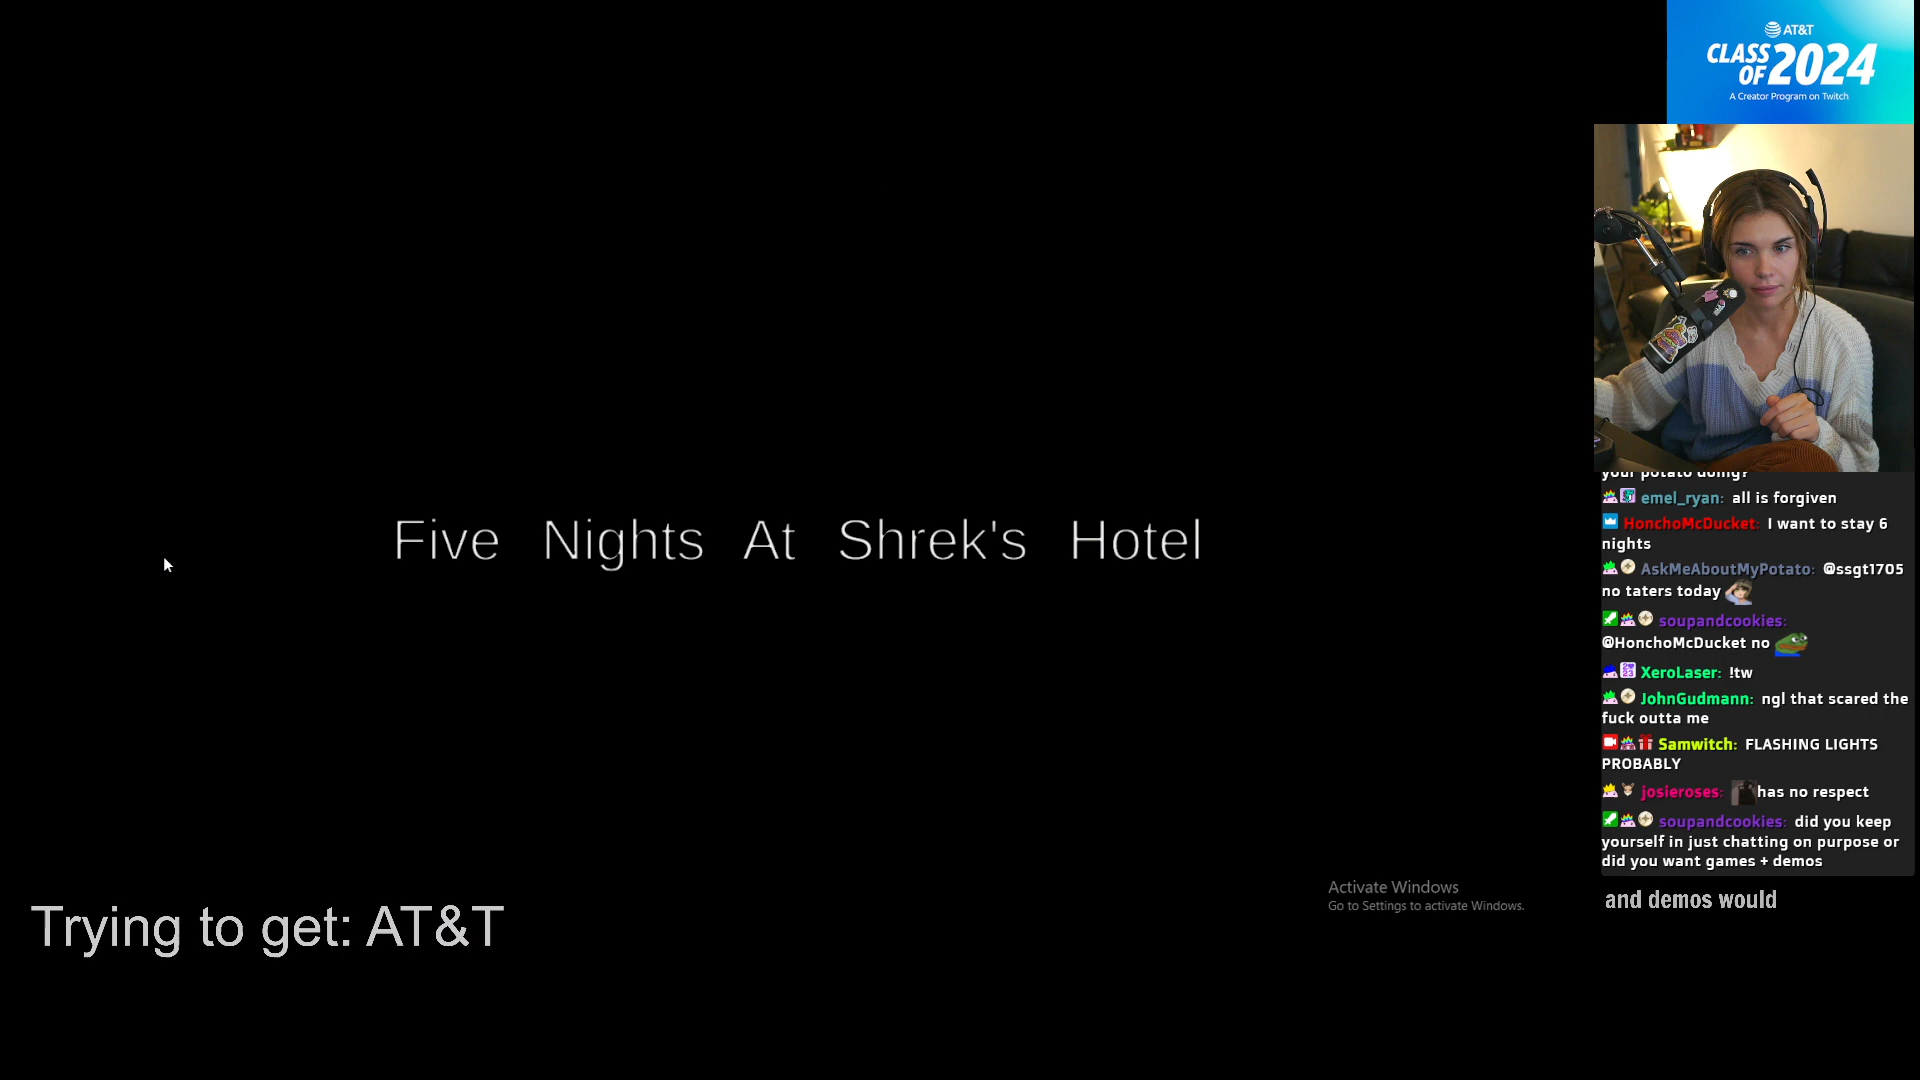 AT&T
CLASS
OF 2024
A Creator Program on Twitch
Five Nights At Shrek's Hotel
your potato doing?
emel_ryan: all is forgiven
HonchoMcDucket: I want to stay 6
nights
AskMeAboutMyPotato: @ssgt1705
no taters today
soupandcookies:
@HonchoMcDucket no
XeroLaser: !tw
JohnGudmann: ngl that scared the
fuck outta me
Samwitch: FLASHING LIGHTS
PROBABLY
josieroses: has no respect
soupandcookies: did you keep
yourself in just chatting on purpose or
did you want games + demos
Activate Windows
Go to Settings to activate Windows.
and demos would
Trying to get: AT&T